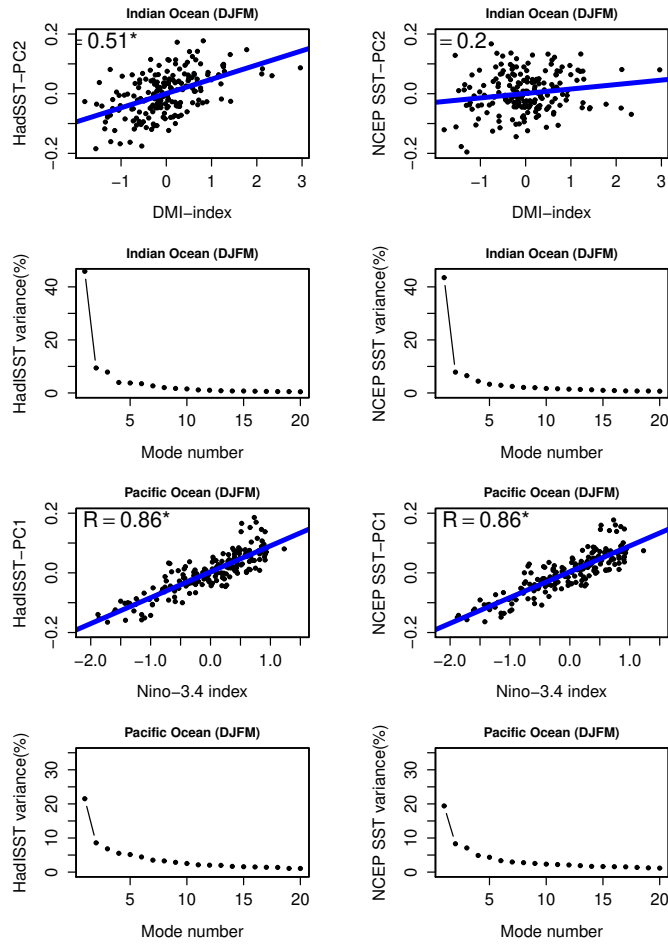 Indian Ocean (DJFM)
= 0.51*
HadSST−PC2
−0.2 0.0 0.2
−1 0 1 2 3
DMI−index
Indian Ocean (DJFM)
= 0.2
NCEP SST−PC2
−0.2 0.0 0.2
−1 0 1 2 3
DMI−index
Indian Ocean (DJFM)
HadISST variance(%)
0 20 40
5 10 15 20
Mode number
Indian Ocean (DJFM)
NCEP SST variance(%)
0 20 40
5 10 15 20
Mode number
Pacific Ocean (DJFM)
R = 0.86*
HadISST−PC1
−0.2 0.0 0.2
−2.0 −1.0 0.0 1.0
Nino−3.4 index
Pacific Ocean (DJFM)
R = 0.86*
NCEP SST−PC1
−0.2 0.0 0.2
−2.0 −1.0 0.0 1.0
Nino−3.4 index
Pacific Ocean (DJFM)
HadISST variance(%)
0 10 20 30
5 10 15 20
Mode number
Pacific Ocean (DJFM)
NCEP SST variance(%)
0 10 20 30
5 10 15 20
Mode number